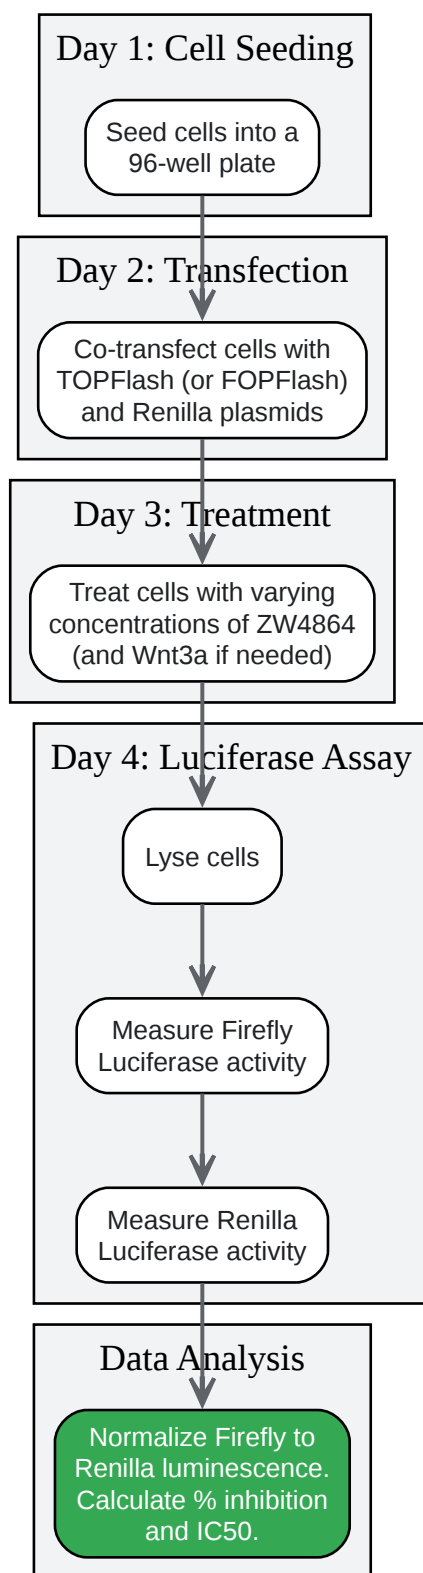 Day 1: Cell Seeding
Seed cells into a
96-well plate
Day 2: Transfection
Co-transfect cells with
TOPFlash (or FOPFlash)
and Renilla plasmids
Day 3: Treatment
Treat cells with varying
concentrations of ZW4864
(and Wnt3a if needed)
Day 4: Luciferase Assay
Lyse cells
Measure Firefly
Luciferase activity
Measure Renilla
Luciferase activity
Data Analysis
Normalize Firefly to
Renilla luminescence.
Calculate % inhibition
and IC50.